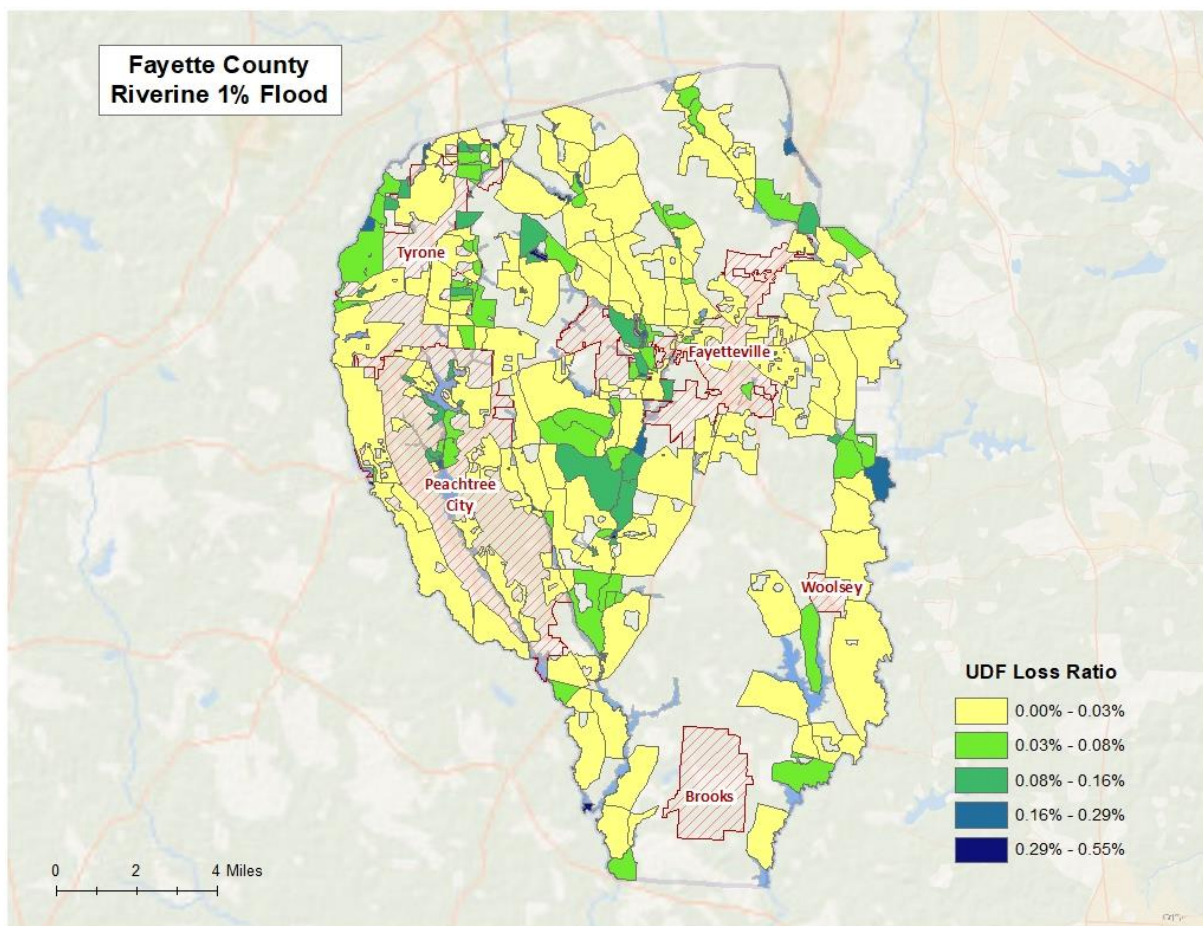 Fayette County
Riverine 1% Flood
Tyrone
Fayetteville
Peachtree
City
Woolsey
Brooks
UDF Loss Ratio
0.00% - 0.03%
0.03% - 0.08%
0.08% - 0.16%
0.16% - 0.29%
0.29% - 0.55%
0 2 4 Miles